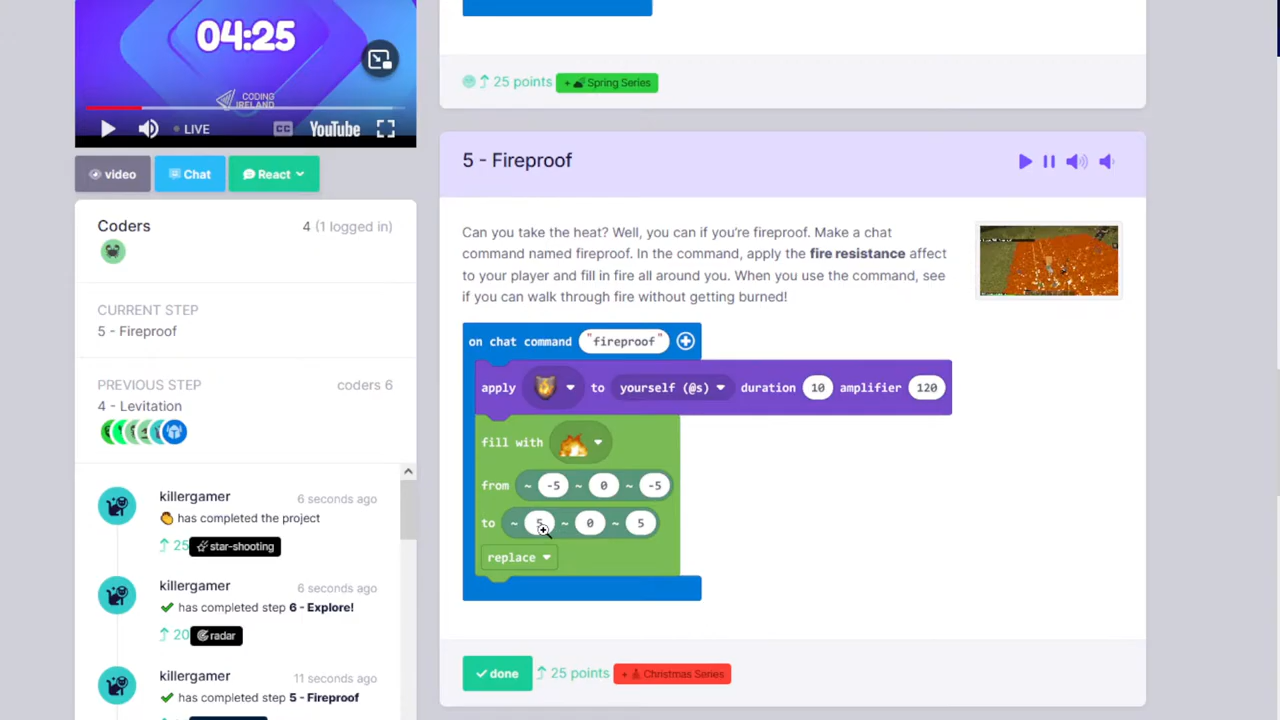 04:25
CODING
IRELAND
LIVE
CC
YouTube
video
Chat
React
Coders
4 (1 logged in)
CURRENT STEP
5 - Fireproof
PREVIOUS STEP
coders 6
4 - Levitation
killergamer
6 seconds ago
has completed the project
25 star-shooting
killergamer
6 seconds ago
has completed step 6 - Explore!
20 radar
killergamer
11 seconds ago
has completed step 5 - Fireproof
25 points + Spring Series
5 - Fireproof
Can you take the heat? Well, you can if you're fireproof. Make a chat
command named fireproof. In the command, apply the fire resistance affect
to your player and fill in fire all around you. When you use the command, see
if you can walk through fire without getting burned!
on chat command "fireproof"
apply to yourself (@s) duration 10 amplifier 120
fill with
from ~ -5 ~ 0 ~ -5
to ~ 5 ~ 0 ~ 5
replace
done 25 points + Christmas Series